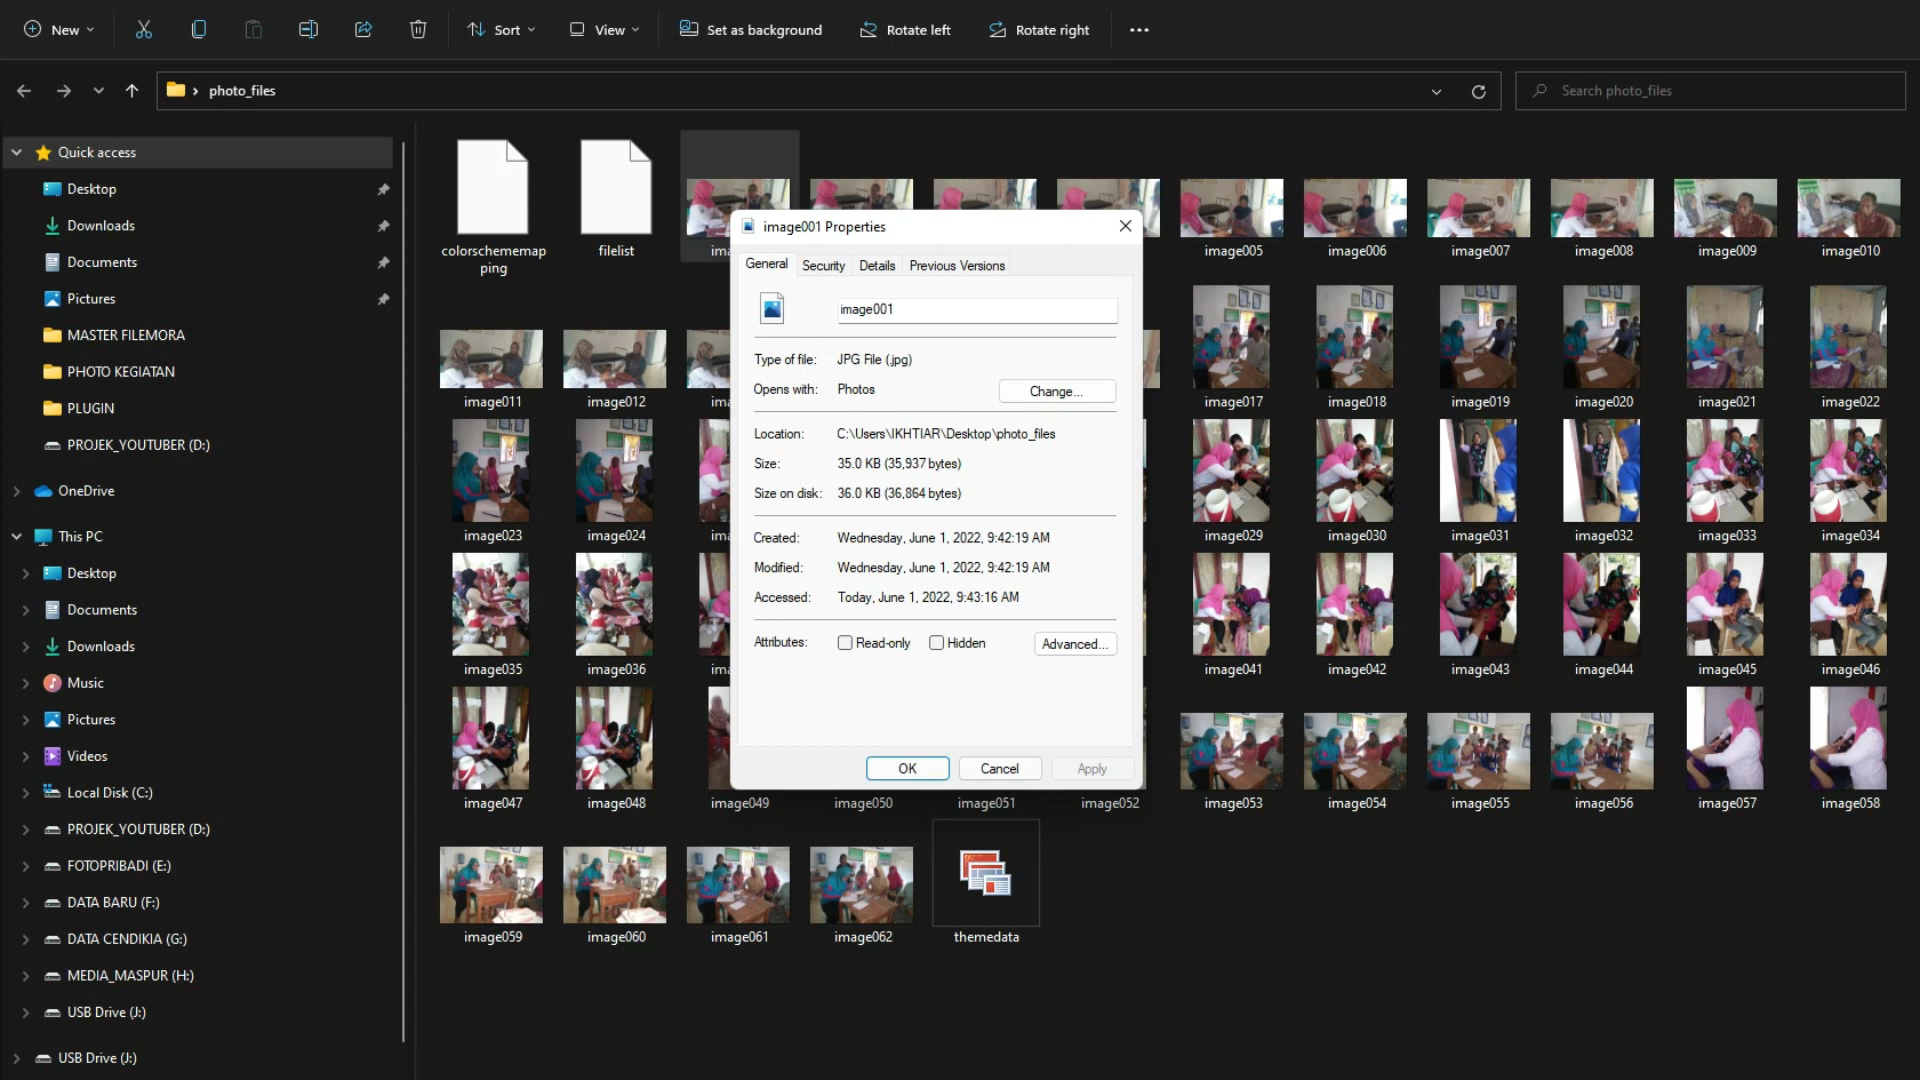 New
Sort
View
Set as background
Rotate left
Rotate right
photo_files
Search photo_files
Quick access
Desktop
Downloads
Documents
Pictures
MASTER FILEMORA
PHOTO KEGIATAN
PLUGIN
PROJEK_YOUTUBER (D:)
OneDrive
This PC
Desktop
Documents
Downloads
Music
Pictures
Videos
Local Disk (C:)
PROJEK_YOUTUBER (D:)
FOTOPRIBADI (E:)
DATA BARU (F:)
DATA CENDIKIA (G:)
MEDIA_MASPUR (H:)
USB Drive (J:)
USB Drive (J:)
colorschememap
ping
filelist
image005
image006
image007
image008
image009
image010
image011
image012
image017
image018
image019
image020
image021
image022
image023
image024
image029
image030
image031
image032
image033
image034
image035
image036
image041
image042
image043
image044
image045
image046
image047
image048
image049
image050
image051
image052
image053
image054
image055
image056
image057
image058
image059
image060
image061
image062
themedata
image001 Properties
General
Security
Details
Previous Versions
image001
Type of file: JPG File (.jpg)
Opens with: Photos
Change...
Location: C:\Users\IKHTIAR\Desktop\photo_files
Size: 35.0 KB (35,937 bytes)
Size on disk: 36.0 KB (36,864 bytes)
Created: Wednesday, June 1, 2022, 9:42:19 AM
Modified: Wednesday, June 1, 2022, 9:42:19 AM
Accessed: Today, June 1, 2022, 9:43:16 AM
Attributes: Read-only Hidden Advanced...
OK
Cancel
Apply